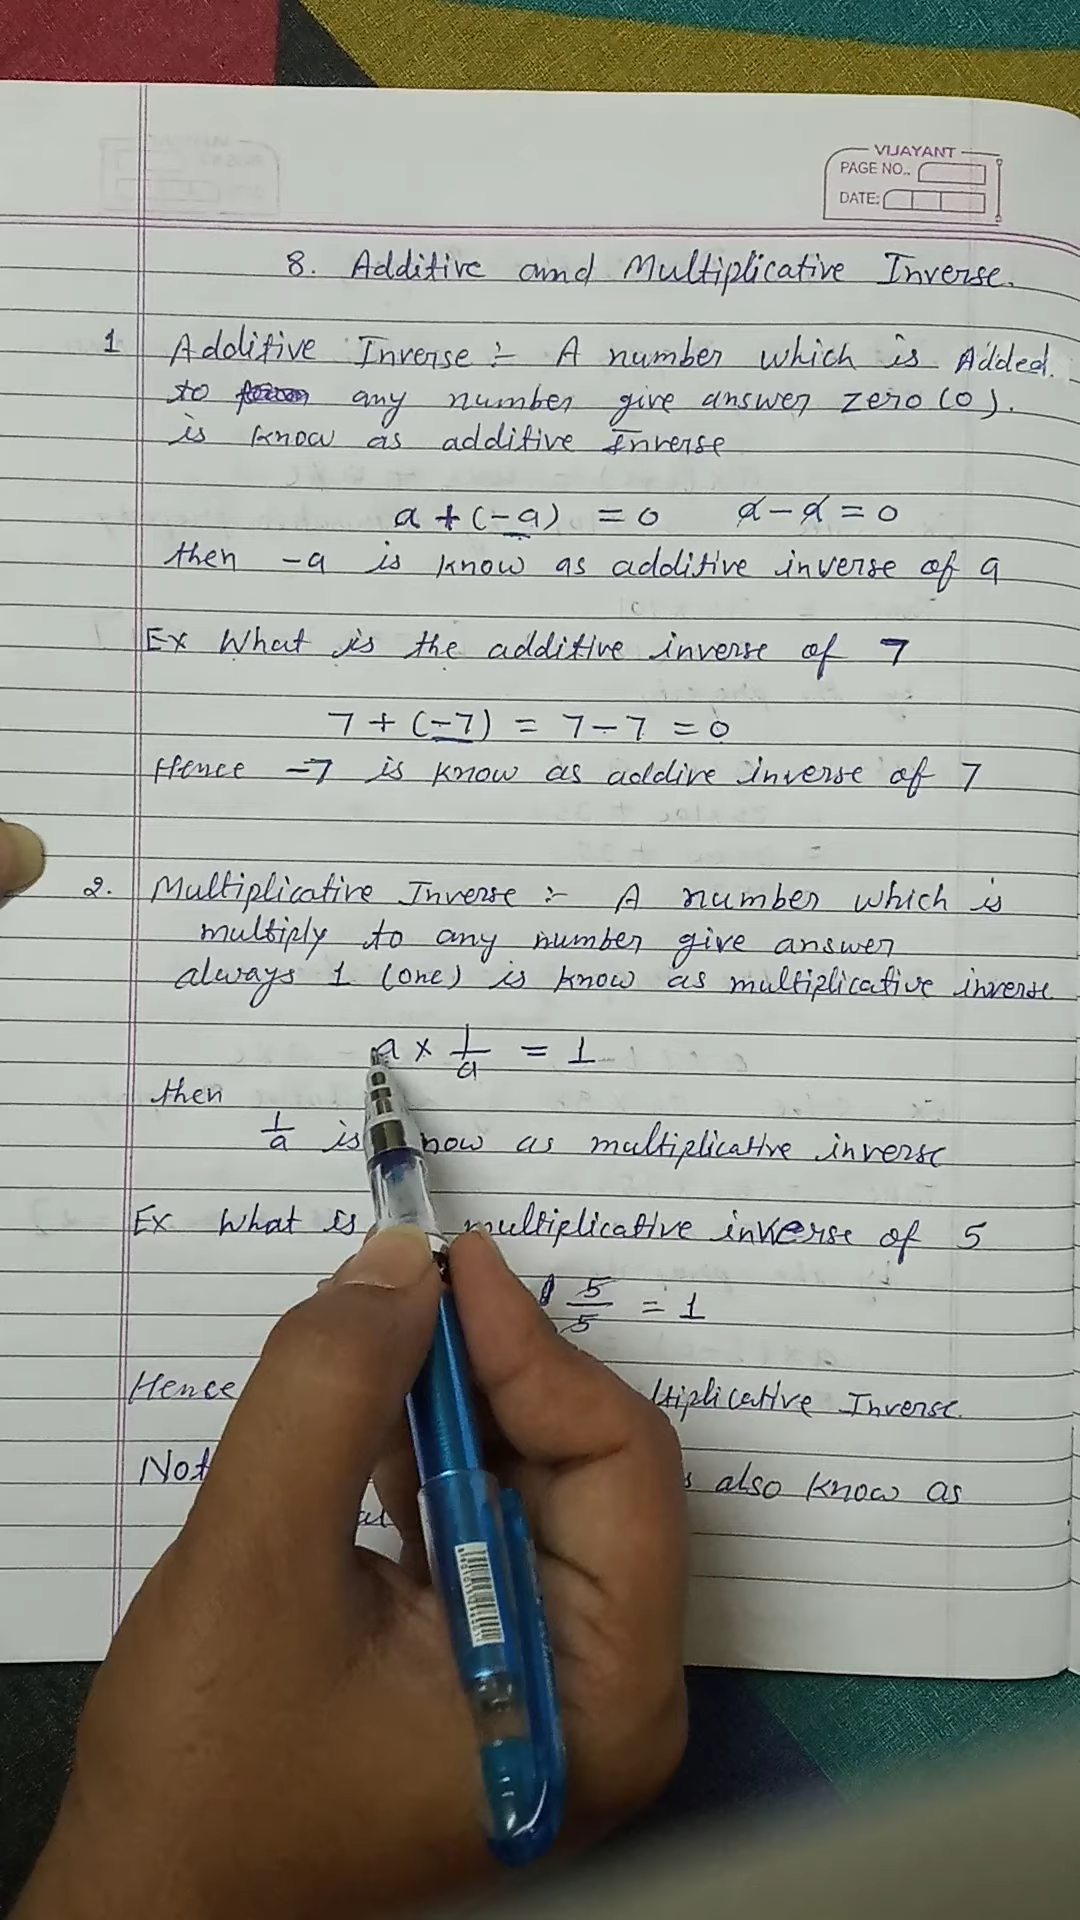 VIJAYANT
PAGE NO..
DATE:
8. Additive and Multiplicative Inverse.
1 Additive Inverse :- A number which is Added.
to any number give answer zero (0).
is know as additive Inverse
a + (-a) = 0 a - a = 0
then -a is know as additive inverse of a
Ex What is the additive inverse of 7
7 + (-7) = 7 - 7 = 0
Hence -7 is know as addive inverse of 7
2. Multiplicative Inverse :- A number which is
multiply to any number give answer
always 1 (one) is know as multiplicative inverse
a × 1/a = 1
then
1/a is now as multiplicative inverse
Ex What is multiplicative inverse of 5
5/5 = 1
Hence ltiplicative Inverse.
Not s also know as
al